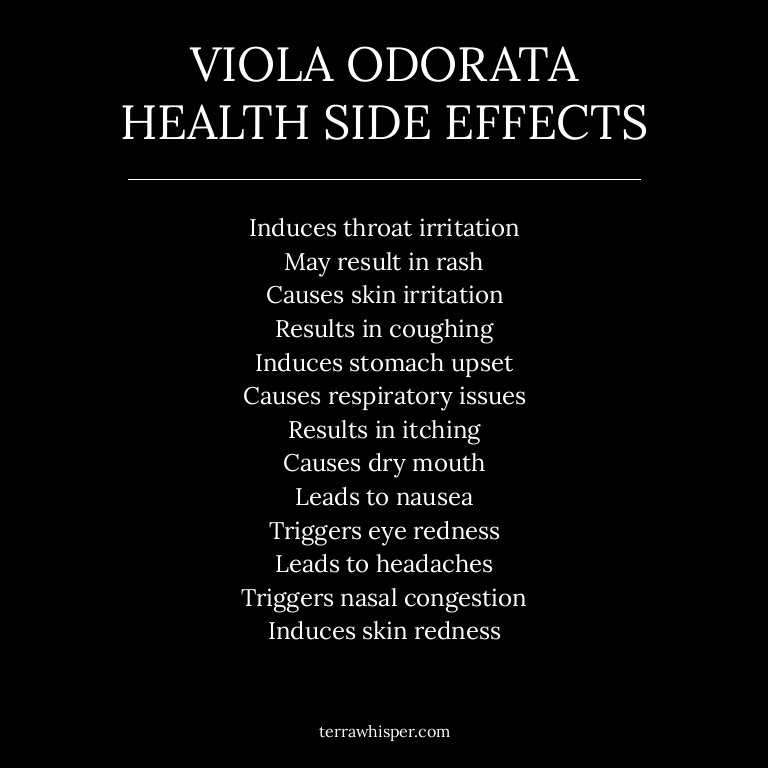 VIOLA ODORATA
HEALTH SIDE EFFECTS
Induces throat irritation
May result in rash
Causes skin irritation
Results in coughing
Induces stomach upset
Causes respiratory issues
Results in itching
Causes dry mouth
Leads to nausea
Triggers eye redness
Leads to headaches
Triggers nasal congestion
Induces skin redness
terrawhisper.com